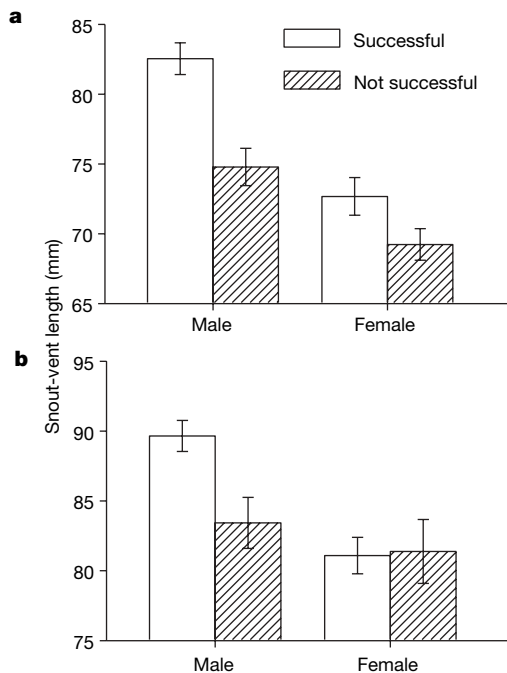 a
85
80
75
70
65
Successful
Not successful
Male Female
Snout-vent length (mm)
b
95
90
85
80
75
Male Female